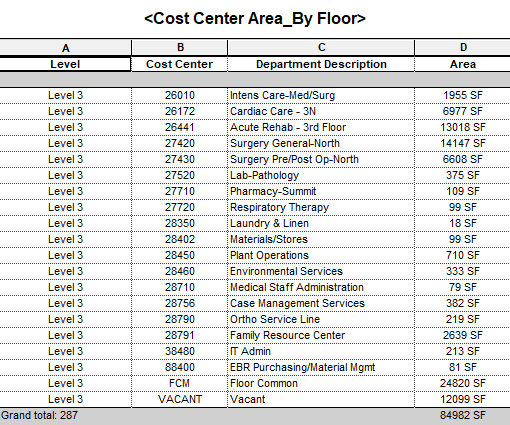 <Cost Center Area_By Floor>
A B C D
Level Cost Center Department Description Area
Level 3 26010 Intens Care-Med/Surg 1955 SF
Level 3 26172 Cardiac Care - 3N 6977 SF
Level 3 26441 Acute Rehab - 3rd Floor 13018 SF
Level 3 27420 Surgery General-North 14147 SF
Level 3 27430 Surgery Pre/Post Op-North 6608 SF
Level 3 27520 Lab-Pathology 375 SF
Level 3 27710 Pharmacy-Summit 109 SF
Level 3 27720 Respiratory Therapy 99 SF
Level 3 28350 Laundry & Linen 18 SF
Level 3 28402 Materials/Stores 99 SF
Level 3 28450 Plant Operations 710 SF
Level 3 28460 Environmental Services 333 SF
Level 3 28710 Medical Staff Administration 79 SF
Level 3 28756 Case Management Services 382 SF
Level 3 28790 Ortho Service Line 219 SF
Level 3 28791 Family Resource Center 2639 SF
Level 3 38480 IT Admin 213 SF
Level 3 88400 EBR Purchasing/Material Mgmt 81 SF
Level 3 FCM Floor Common 24820 SF
Level 3 VACANT Vacant 12099 SF
Grand total: 287 84982 SF